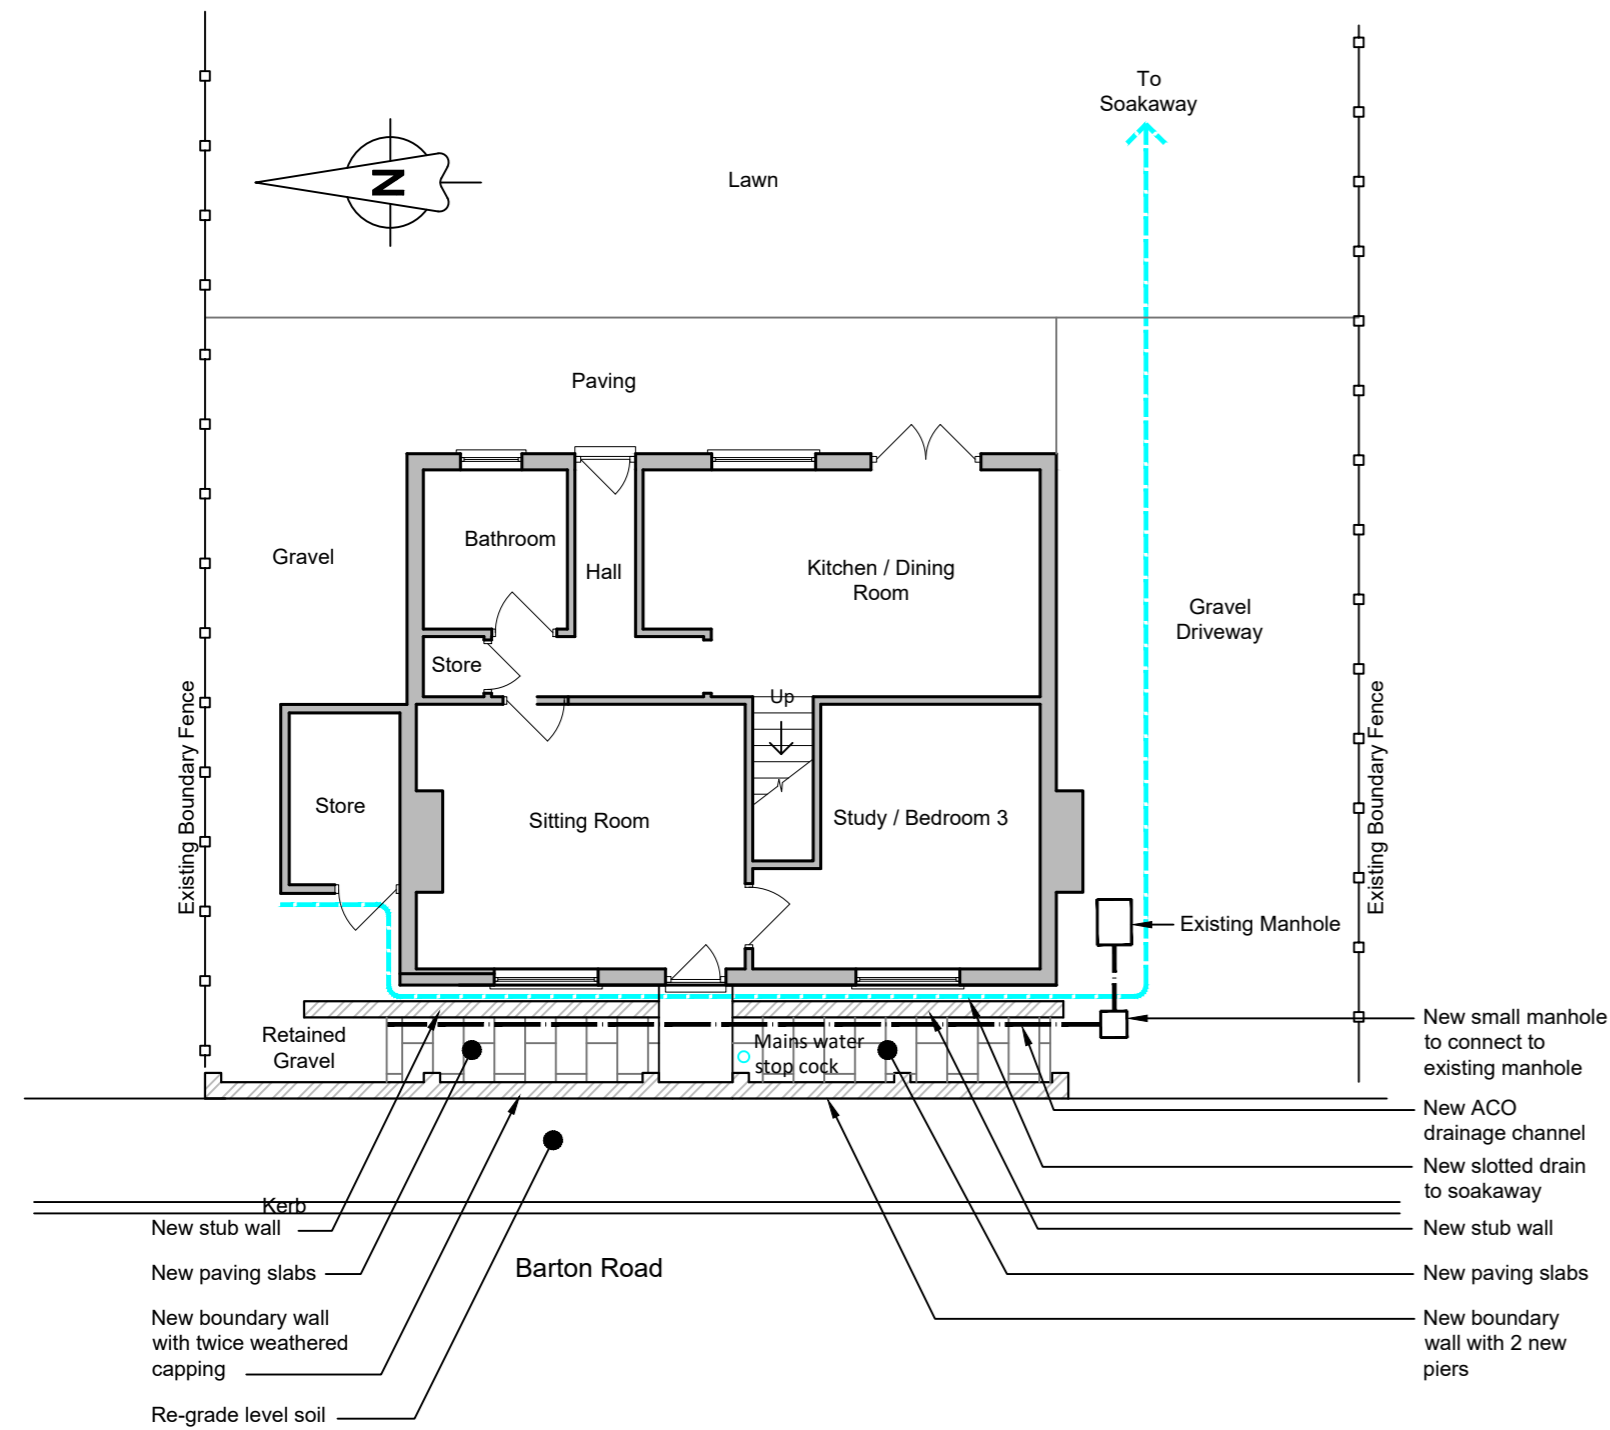 To
Soakaway
Lawn
N
Paving
Gravel
Bathroom
Hall
Kitchen / Dining
Room
Gravel
Driveway
Store
Up
Existing Boundary Fence
Store
Sitting Room
Study / Bedroom 3
Existing Boundary Fence
Existing Manhole
Retained
Gravel
Mains water
stop cock
New small manhole
to connect to
existing manhole
New ACO
drainage channel
New slotted drain
to soakaway
New stub wall
New paving slabs
New boundary
wall with 2 new
piers
Kerb
New stub wall
New paving slabs
New boundary wall
with twice weathered
capping
Re-grade level soil
Barton Road